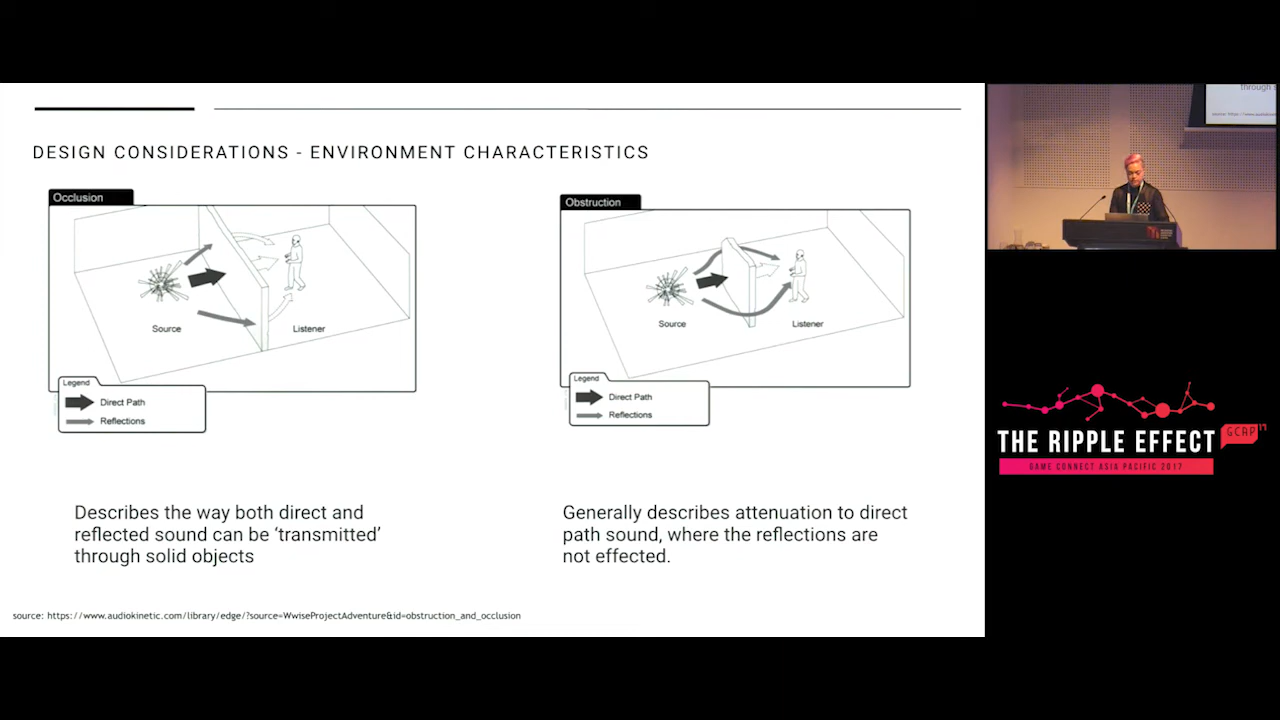 DESIGN CONSIDERATIONS - ENVIRONMENT CHARACTERISTICS
Occlusion
Source
Listener
Legend
Direct Path
Reflections
Describes the way both direct and
reflected sound can be 'transmitted'
through solid objects
Obstruction
Source
Listener
Legend
Direct Path
Reflections
Generally describes attenuation to direct
path sound, where the reflections are
not effected.
source: https://www.audiokinetic.com/library/edge/?source=WwiseProjectAdventure&id=obstruction_and_occlusion
through
THE RIPPLE EFFECT
GCAP17
GAME CONNECT ASIA PACIFIC 2017